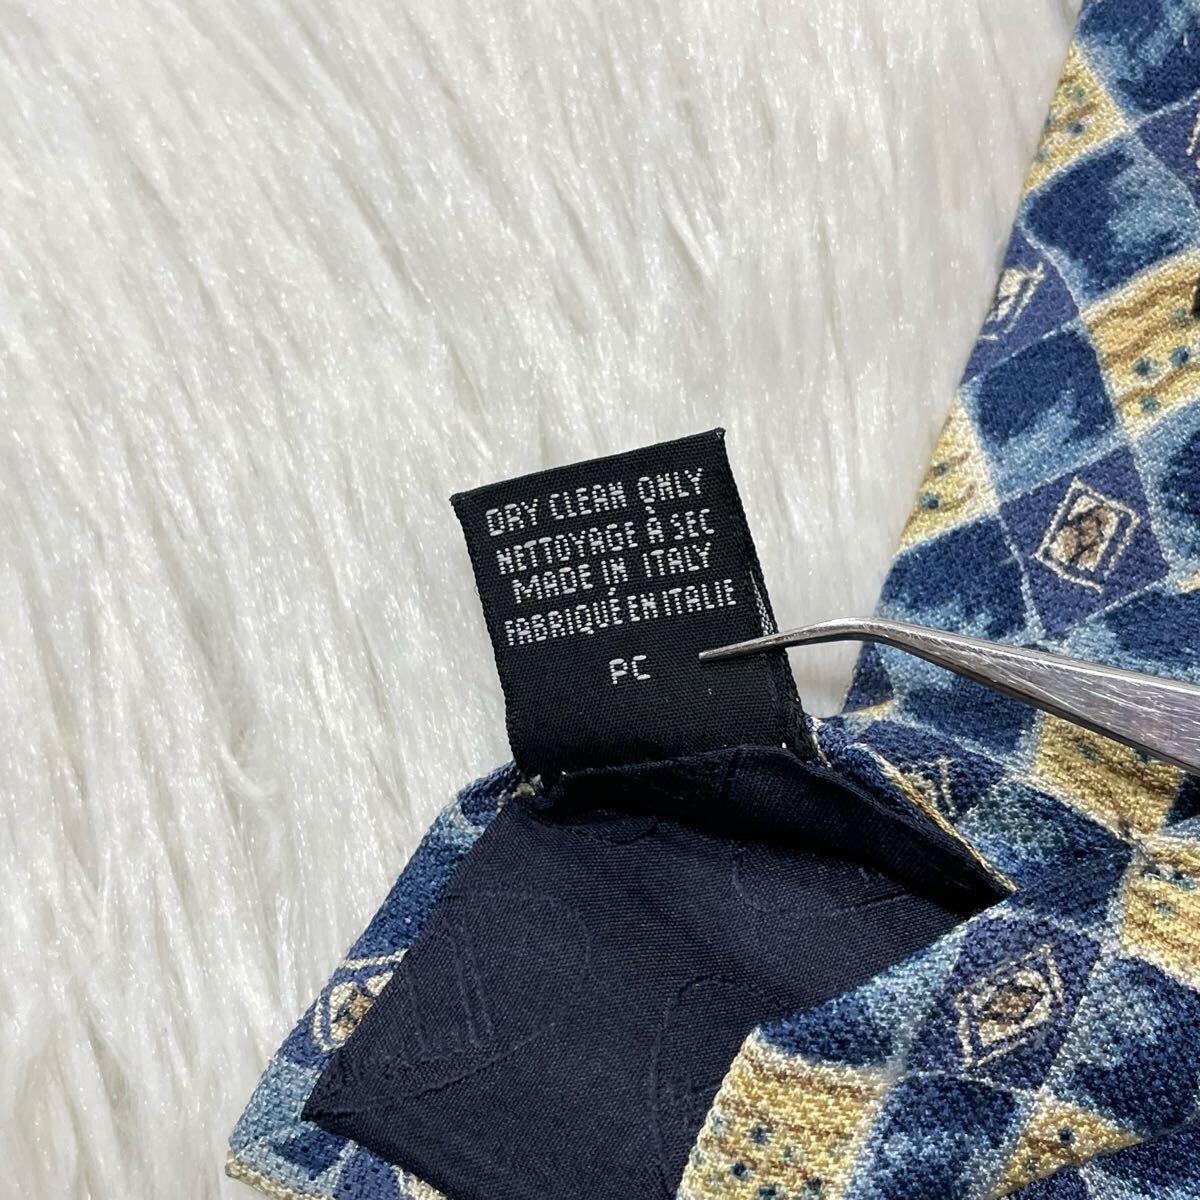 DRY CLEAN ONLY
NETTOYAGE À SEC
MADE IN ITALY
FABRIQUÉ EN ITALIE
PC